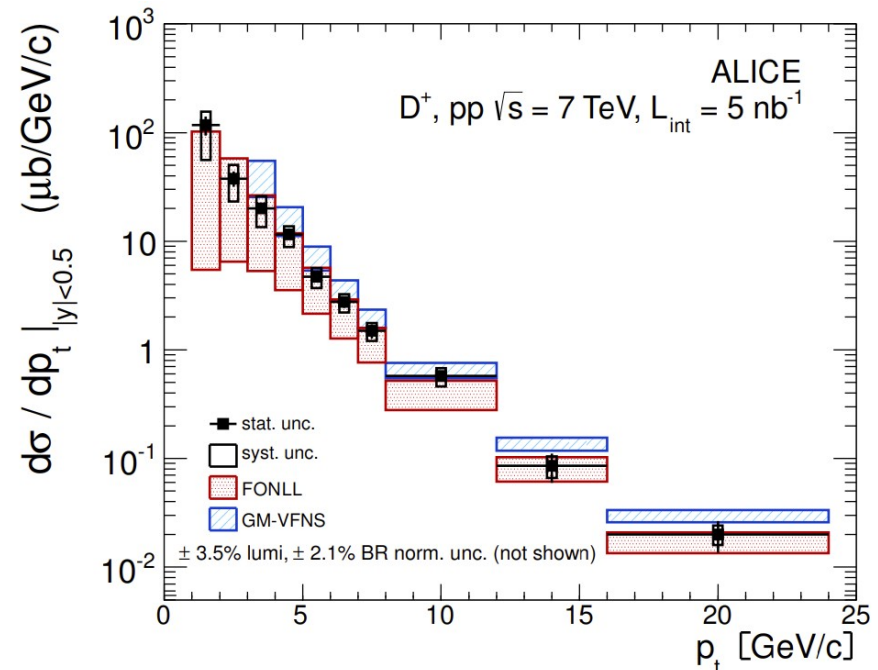 ALICE
D⁺, pp √s = 7 TeV, L_int = 5 nb⁻¹
dσ / dp_t |_|y|<0.5 (μb/GeV/c)
10³
10²
10
1
10⁻¹
10⁻²
stat. unc.
syst. unc.
FONLL
GM-VFNS
± 3.5% lumi, ± 2.1% BR norm. unc. (not shown)
0 5 10 15 20 25
p_t [GeV/c]